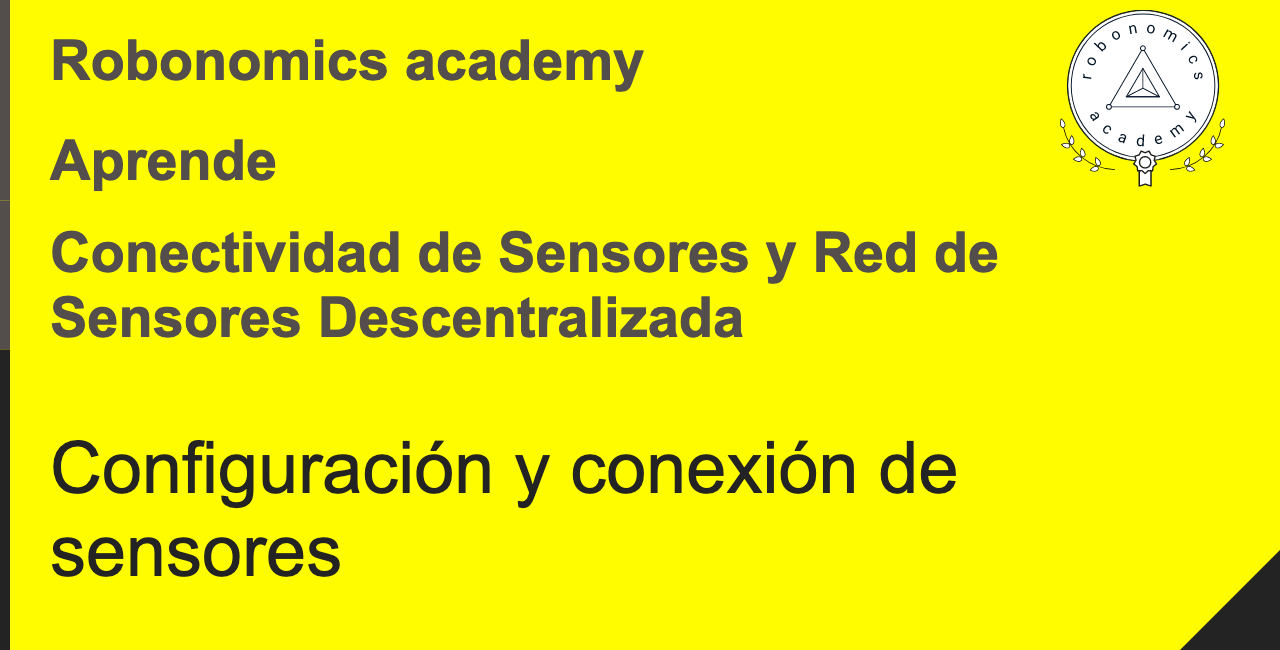 Robonomics academy
robonomics
academy
Aprende
Conectividad de Sensores y Red de
Sensores Descentralizada
Configuración y conexión de
sensores